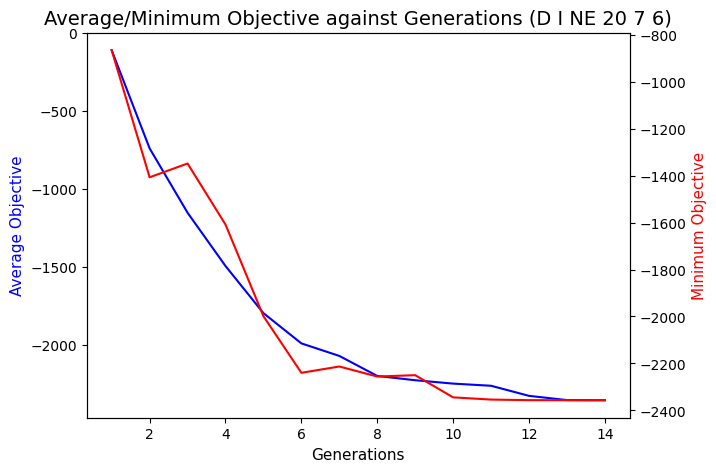 Average/Minimum Objective against Generations (D I NE 20 7 6)
0
−500
−1000
−1500
−2000
Average Objective
−800
−1000
−1200
−1400
−1600
−1800
−2000
−2200
−2400
Minimum Objective
2 4 6 8 10 12 14
Generations